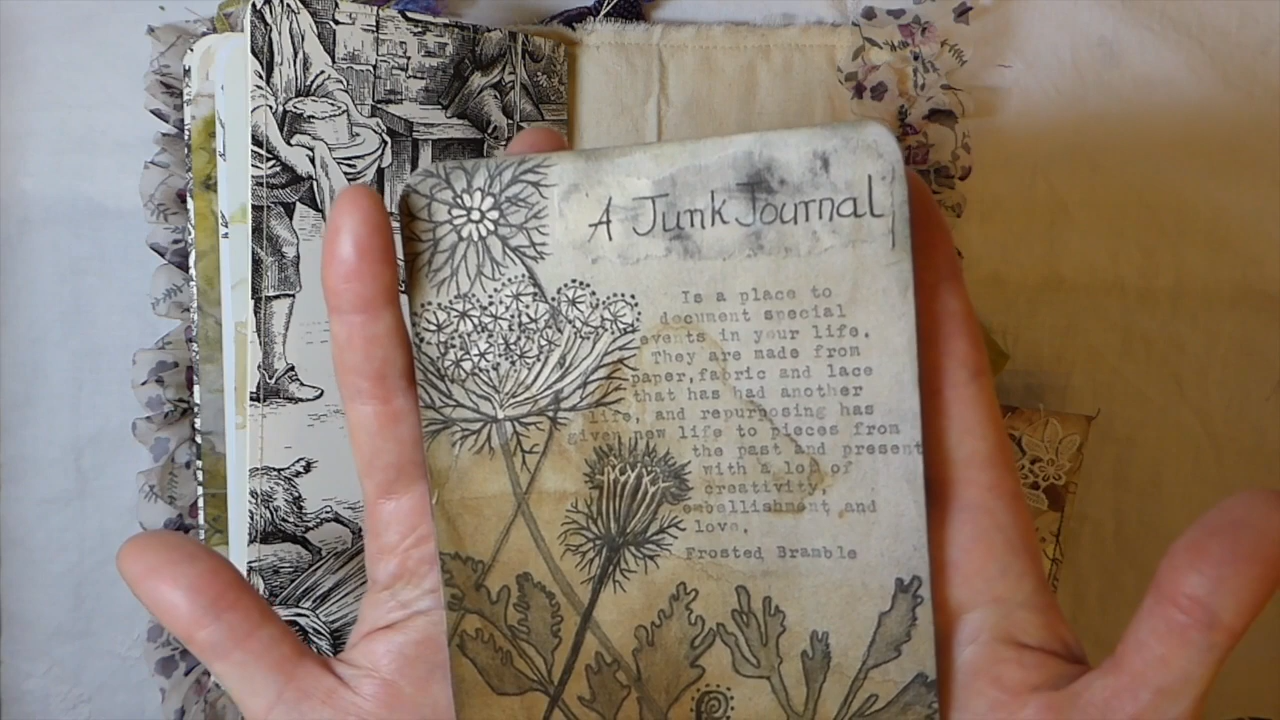 A Junk Journal
Is a place to
document special
events in your life.
They are made from
paper, fabric and lace
that has had another
life, and repurposing has
given new life to pieces from
the past and present
with a lot of
creativity,
embellishment and
love.
Frosted Bramble